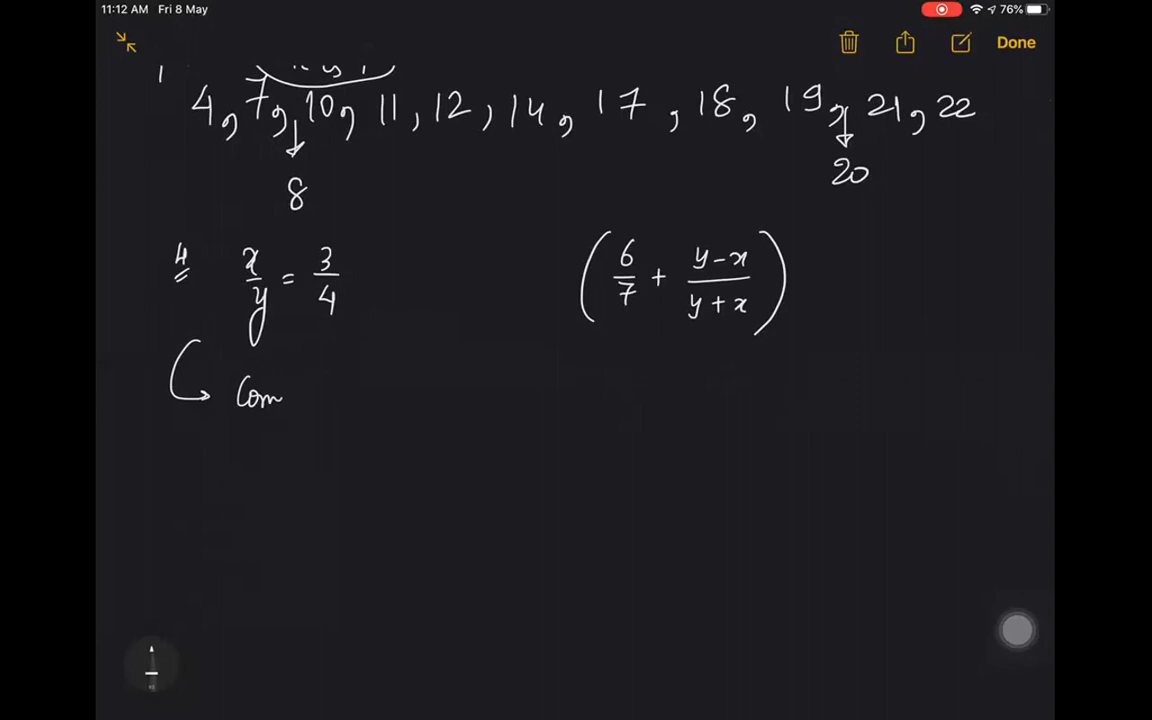 11:12 AM Fri 8 May 76%
Done
4, 7, 10, 11, 12, 14, 17, 18, 19, 21, 22
8 20
4 x/y = 3/4 (6/7 + y-x/y+x)
Com